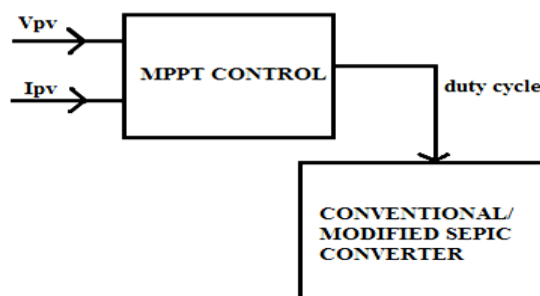 Vpv
Ipv
MPPT CONTROL
duty cycle
CONVENTIONAL/
MODIFIED SEPIC
CONVERTER